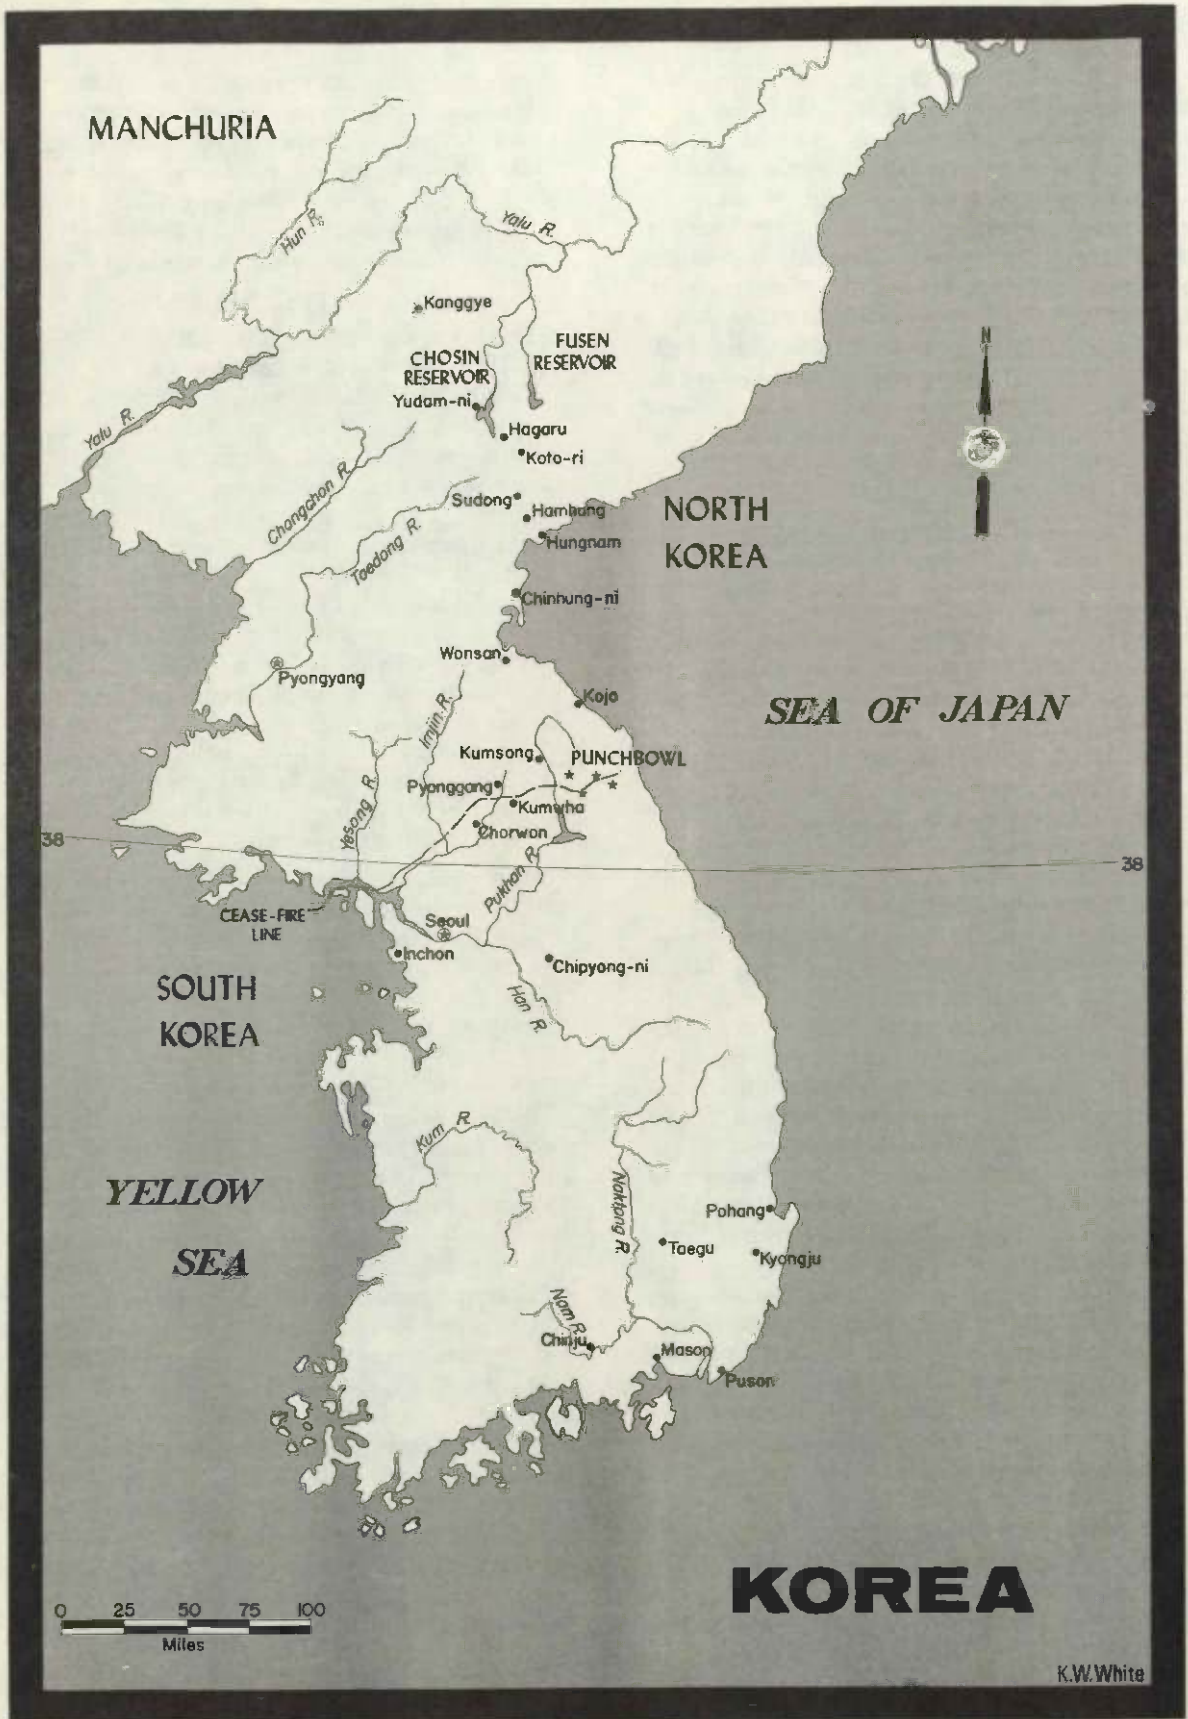 MANCHURIA
Hun R.
Yalu R.
Kanggye
FUSEN
RESERVOIR
CHOSIN
RESERVOIR
N
Yudam-ni
Yalu R.
Hagaru
Koto-ri
Chongchon R.
Sudong
Hamhung
NORTH
KOREA
Taedong R.
Hungnam
Chinhung-ni
Wonsan
Pyongyang
Kojo
SEA OF JAPAN
Imjin R.
Kumsong
PUNCHBOWL
Pyonggang
Kumwha
Yesong R.
Chorwon
38
38
Pukhan R.
CEASE-FIRE
LINE
Seoul
Inchon
Chipyong-ni
SOUTH
KOREA
Han R.
Kum R.
YELLOW
SEA
Naktong R.
Pohang
Taegu
Kyongju
Nam R.
Chinju
Mason
Pusan
KOREA
0 25 50 75 100
Miles
K.W.White